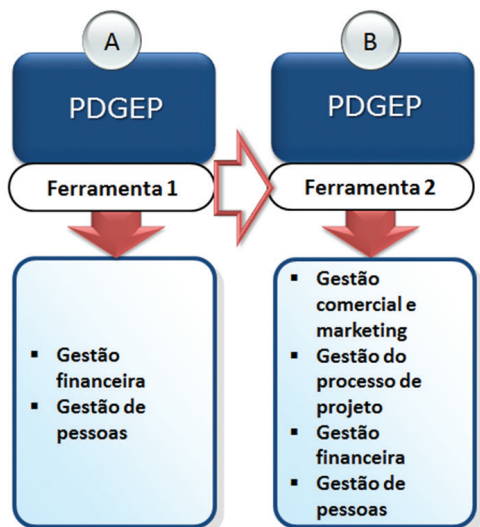 A
PDGEP
Ferramenta 1
▪ Gestão
financeira
▪ Gestão de
pessoas
B
PDGEP
Ferramenta 2
▪ Gestão
comercial e
marketing
▪ Gestão do
processo de
projeto
▪ Gestão
financeira
▪ Gestão de
pessoas